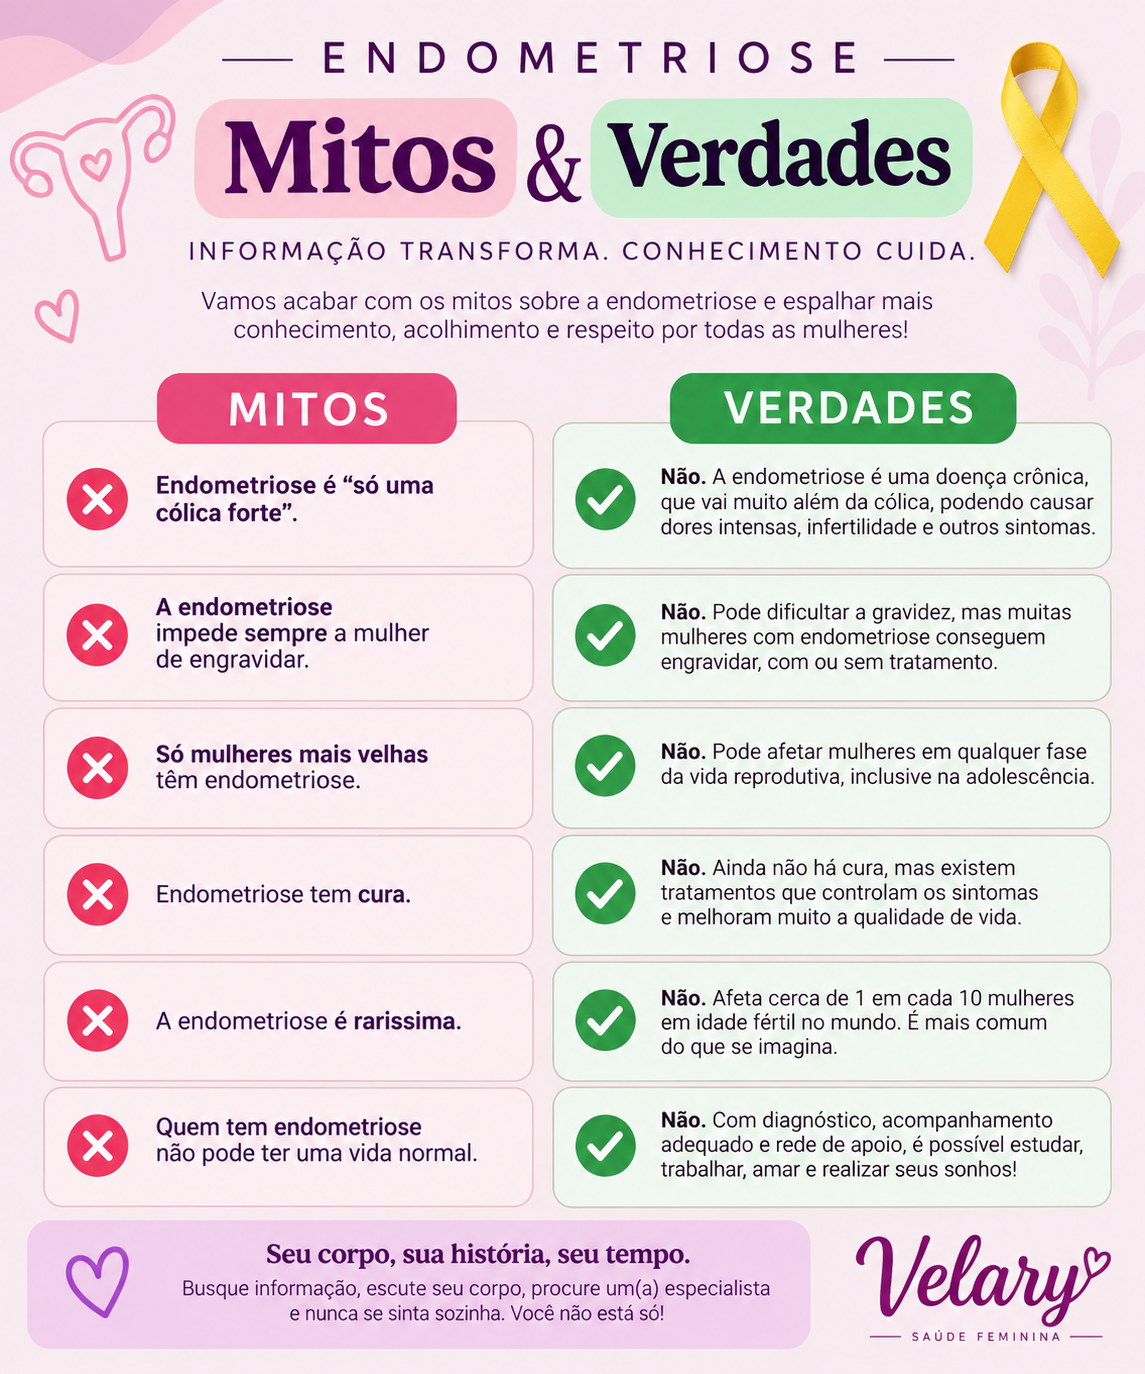 ENDOMETRIOSE
Mitos & Verdades
INFORMAÇÃO TRANSFORMA. CONHECIMENTO CUIDA.
Vamos acabar com os mitos sobre a endometriose e espalhar mais
conhecimento, acolhimento e respeito por todas as mulheres!
MITOS
VERDADES
Endometriose é “só uma
cólica forte”.
Não. A endometriose é uma doença crônica,
que vai muito além da cólica, podendo causar
dores intensas, infertilidade e outros sintomas.
A endometriose
impede sempre a mulher
de engravidar.
Não. Pode dificultar a gravidez, mas muitas
mulheres com endometriose conseguem
engravidar, com ou sem tratamento.
Só mulheres mais velhas
têm endometriose.
Não. Pode afetar mulheres em qualquer fase
da vida reprodutiva, inclusive na adolescência.
Endometriose tem cura.
Não. Ainda não há cura, mas existem
tratamentos que controlam os sintomas
e melhoram muito a qualidade de vida.
A endometriose é rarissima.
Não. Afeta cerca de 1 em cada 10 mulheres
em idade fértil no mundo. É mais comum
do que se imagina.
Quem tem endometriose
não pode ter uma vida normal.
Não. Com diagnóstico, acompanhamento
adequado e rede de apoio, é possível estudar,
trabalhar, amar e realizar seus sonhos!
Seu corpo, sua história, seu tempo.
Busque informação, escute seu corpo, procure um(a) especialista
e nunca se sinta sozinha. Você não está só!
Velary
SAÚDE FEMININA